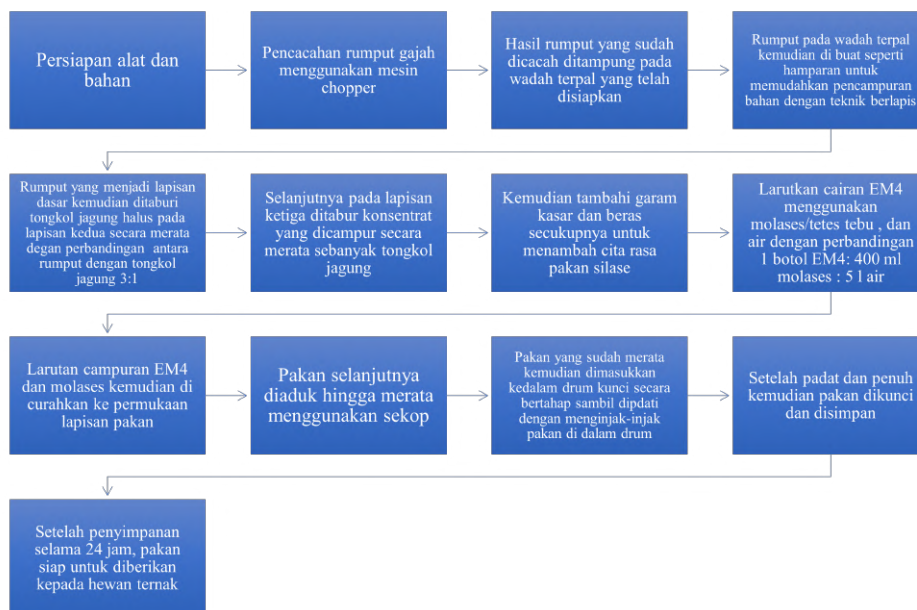 Persiapan alat dan
bahan
Pencacahan rumput gajah
menggunakan mesin
chopper
Hasil rumput yang sudah
dicacah ditampung pada
wadah terpal yang telah
disiapkan
Rumput pada wadah terpal
kemudian di buat seperti
hamparan untuk
memudahkan pencampuran
bahan dengan teknik berlapis
Rumput yang menjadi lapisan
dasar kemudian ditaburi
tongkol jagung halus pada
lapisan kedua secara merata
degan perbandingan antara
rumput dengan tongkol
jagung 3:1
Selanjutnya pada lapisan
ketiga ditabur konsentrat
yang dicampur secara
merata sebanyak tongkol
jagung
Kemudian tambahi garam
kasar dan beras
secukupnya untuk
menambah cita rasa
pakan silase
Larutkan cairan EM4
menggunakan
molases/tetes tebu , dan
air dengan perbandingan
1 botol EM4: 400 ml
molases : 5 l air
Larutan campuran EM4
dan molases kemudian di
curahkan ke permukaan
lapisan pakan
Pakan selanjutnya
diaduk hingga merata
menggunakan sekop
Pakan yang sudah merata
kemudian dimasukkan
kedalam drum kunci secara
bertahap sambil dipdati
dengan menginjak-injak
pakan di dalam drum
Setelah padat dan penuh
kemudian pakan dikunci
dan disimpan
Setelah penyimpanan
selama 24 jam, pakan
siap untuk diberikan
kepada hewan ternak